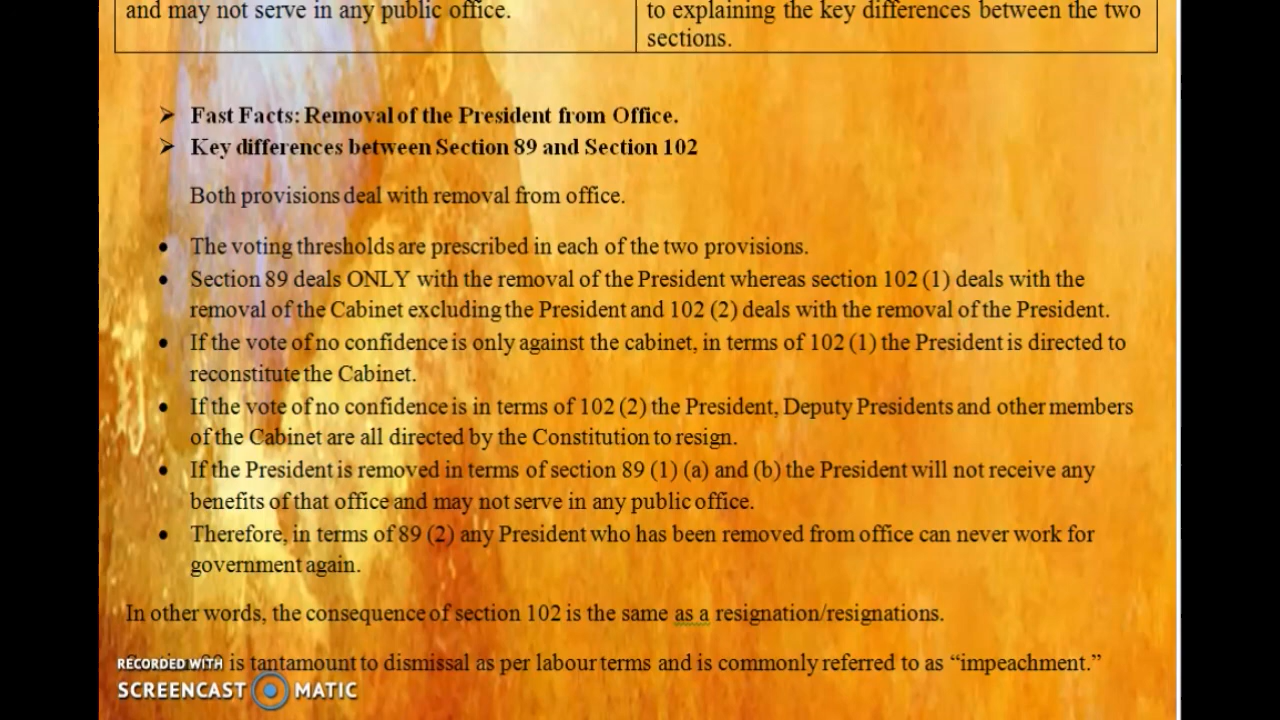 and may not serve in any public office.
to explaining the key differences between the two
sections.
Fast Facts: Removal of the President from Office.
Key differences between Section 89 and Section 102
Both provisions deal with removal from office.
The voting thresholds are prescribed in each of the two provisions.
Section 89 deals ONLY with the removal of the President whereas section 102 (1) deals with the
removal of the Cabinet excluding the President and 102 (2) deals with the removal of the President.
If the vote of no confidence is only against the cabinet, in terms of 102 (1) the President is directed to
reconstitute the Cabinet.
If the vote of no confidence is in terms of 102 (2) the President, Deputy Presidents and other members
of the Cabinet are all directed by the Constitution to resign.
If the President is removed in terms of section 89 (1) (a) and (b) the President will not receive any
benefits of that office and may not serve in any public office.
Therefore, in terms of 89 (2) any President who has been removed from office can never work for
government again.
In other words, the consequence of section 102 is the same as a resignation/resignations.
is tantamount to dismissal as per labour terms and is commonly referred to as “impeachment.”
RECORDED WITH
SCREENCAST MATIC